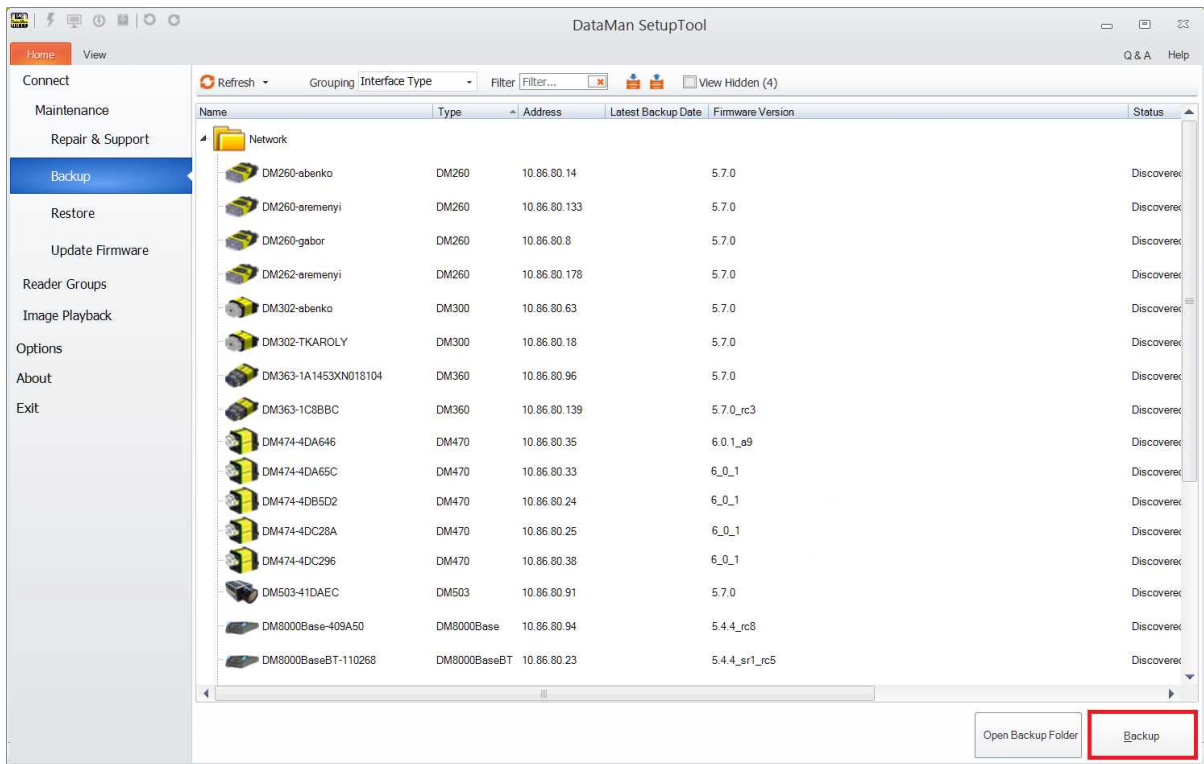 DataMan SetupTool
Home View Q & A Help
Connect
Maintenance
Repair & Support
Backup
Restore
Update Firmware
Reader Groups
Image Playback
Options
About
Exit
Refresh Grouping Interface Type Filter Filter... View Hidden (4)
Name Type Address Latest Backup Date Firmware Version Status
Network
DM260-abenko DM260 10.86.80.14 5.7.0 Discovered
DM260-aremenyi DM260 10.86.80.133 5.7.0 Discovered
DM260-gabor DM260 10.86.80.8 5.7.0 Discovered
DM262-aremenyi DM260 10.86.80.178 5.7.0 Discovered
DM302-abenko DM300 10.86.80.63 5.7.0 Discovered
DM302-TKAROLY DM300 10.86.80.18 5.7.0 Discovered
DM363-1A1453XN018104 DM360 10.86.80.96 5.7.0 Discovered
DM363-1C8BBC DM360 10.86.80.139 5.7.0_rc3 Discovered
DM474-4DA646 DM470 10.86.80.35 6.0.1_a9 Discovered
DM474-4DA65C DM470 10.86.80.33 6_0_1 Discovered
DM474-4DB5D2 DM470 10.86.80.24 6_0_1 Discovered
DM474-4DC28A DM470 10.86.80.25 6_0_1 Discovered
DM474-4DC296 DM470 10.86.80.38 6_0_1 Discovered
DM503-41DAEC DM503 10.86.80.91 5.7.0 Discovered
DM8000Base-409A50 DM8000Base 10.86.80.94 5.4.4_rc8 Discovered
DM8000BaseBT-110268 DM8000BaseBT 10.86.80.23 5.4.4_sr1_rc5 Discovered
Open Backup Folder Backup